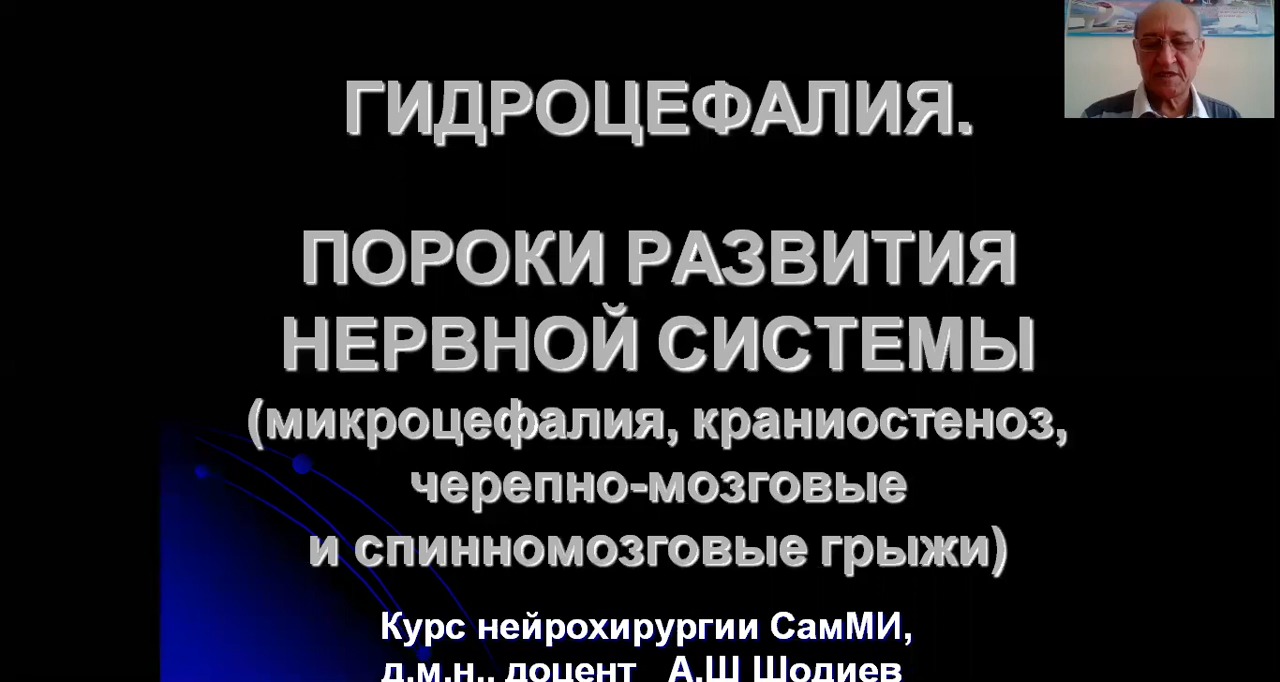 ГИДРОЦЕФАЛИЯ.
ПОРОКИ РАЗВИТИЯ
НЕРВНОЙ СИСТЕМЫ
(микроцефалия, краниостеноз,
черепно-мозговые
и спинномозговые грыжи)
Курс нейрохирургии СамМИ,
д.м.н., доцент А.Ш Шодиев